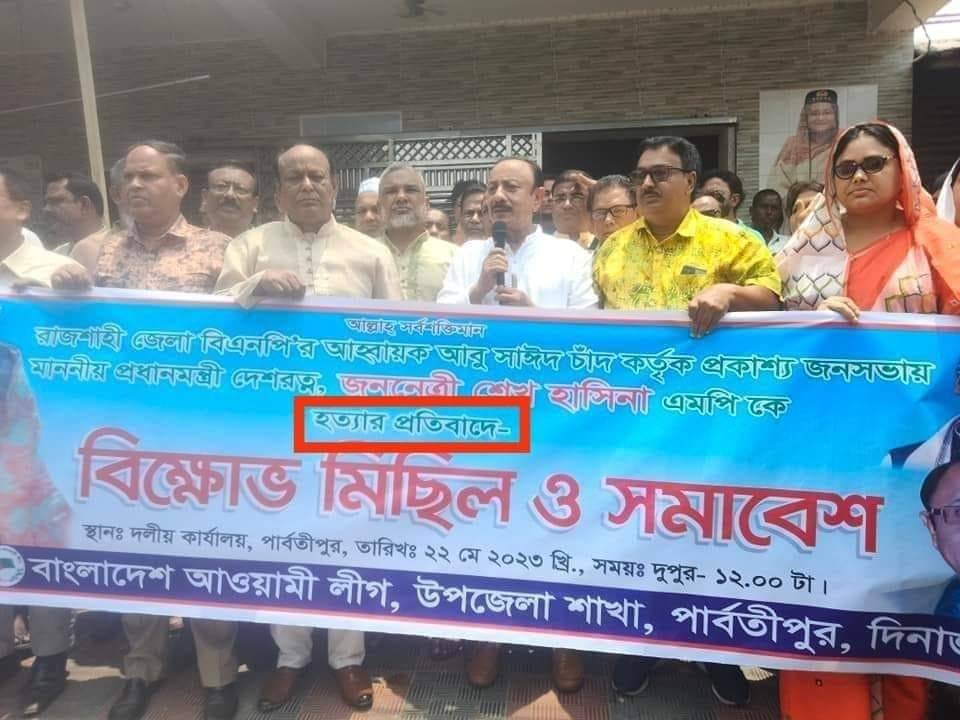 আল্লাহ্ সর্বশক্তিমান
রাজশাহী জেলা বিএনপি'র আহ্বায়ক আবু সাঈদ চাঁদ কর্তৃক প্রকাশ্য জনসভায়
মাননীয় প্রধানমন্ত্রী দেশরত্ন, জননেত্রী শেখ হাসিনা এমপি কে
হত্যার প্রতিবাদে-
বিক্ষোভ মিছিল ও সমাবেশ
স্থানঃ দলীয় কার্যালয়, পার্বতীপুর, তারিখঃ ২২ মে ২০২৩ খ্রি., সময়ঃ দুপুর- ১২.০০ টা।
বাংলাদেশ আওয়ামী লীগ, উপজেলা শাখা, পার্বতীপুর, দিনাজ